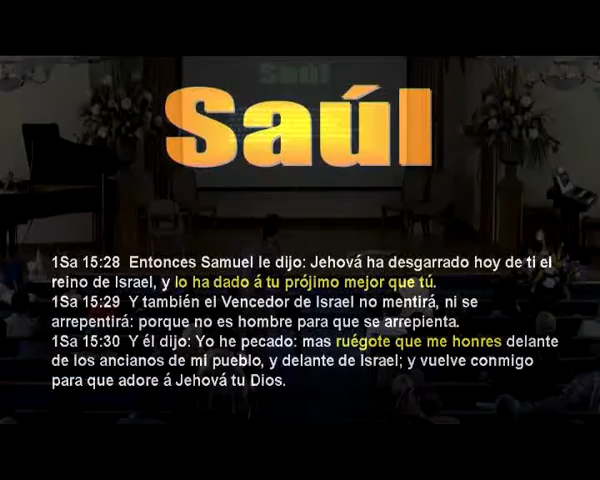 Saúl
Saúl
1Sa 15:28 Entonces Samuel le dijo: Jehová ha desgarrado hoy de ti el
reino de Israel, y lo ha dado á tu prójimo mejor que tú.
1Sa 15:29 Y también el Vencedor de Israel no mentirá, ni se
arrepentirá: porque no es hombre para que se arrepienta.
1Sa 15:30 Y él dijo: Yo he pecado: mas ruégote que me honres delante
de los ancianos de mi pueblo, y delante de Israel; y vuelve conmigo
para que adore á Jehová tu Dios.